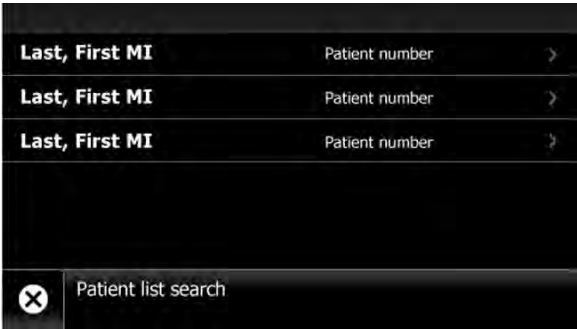 Last, First MI Patient number
Last, First MI Patient number
Last, First MI Patient number
Patient list search